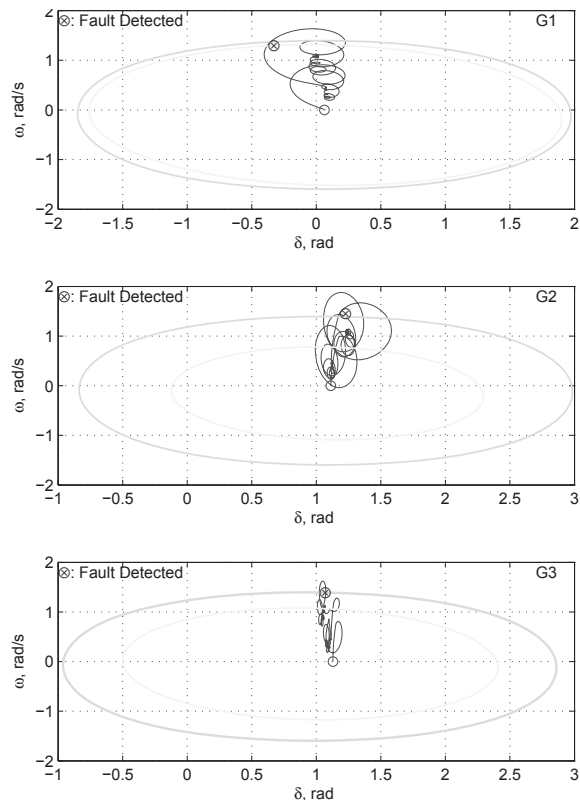 ⊗: Fault Detected G1
2
1
0
−1
−2
ω, rad/s
−2 −1.5 −1 −0.5 0 0.5 1 1.5 2
δ, rad
⊗: Fault Detected G2
2
1
0
−1
−2
ω, rad/s
−1 −0.5 0 0.5 1 1.5 2 2.5 3
δ, rad
⊗: Fault Detected G3
2
1
0
−1
−2
ω, rad/s
−1 −0.5 0 0.5 1 1.5 2 2.5 3
δ, rad